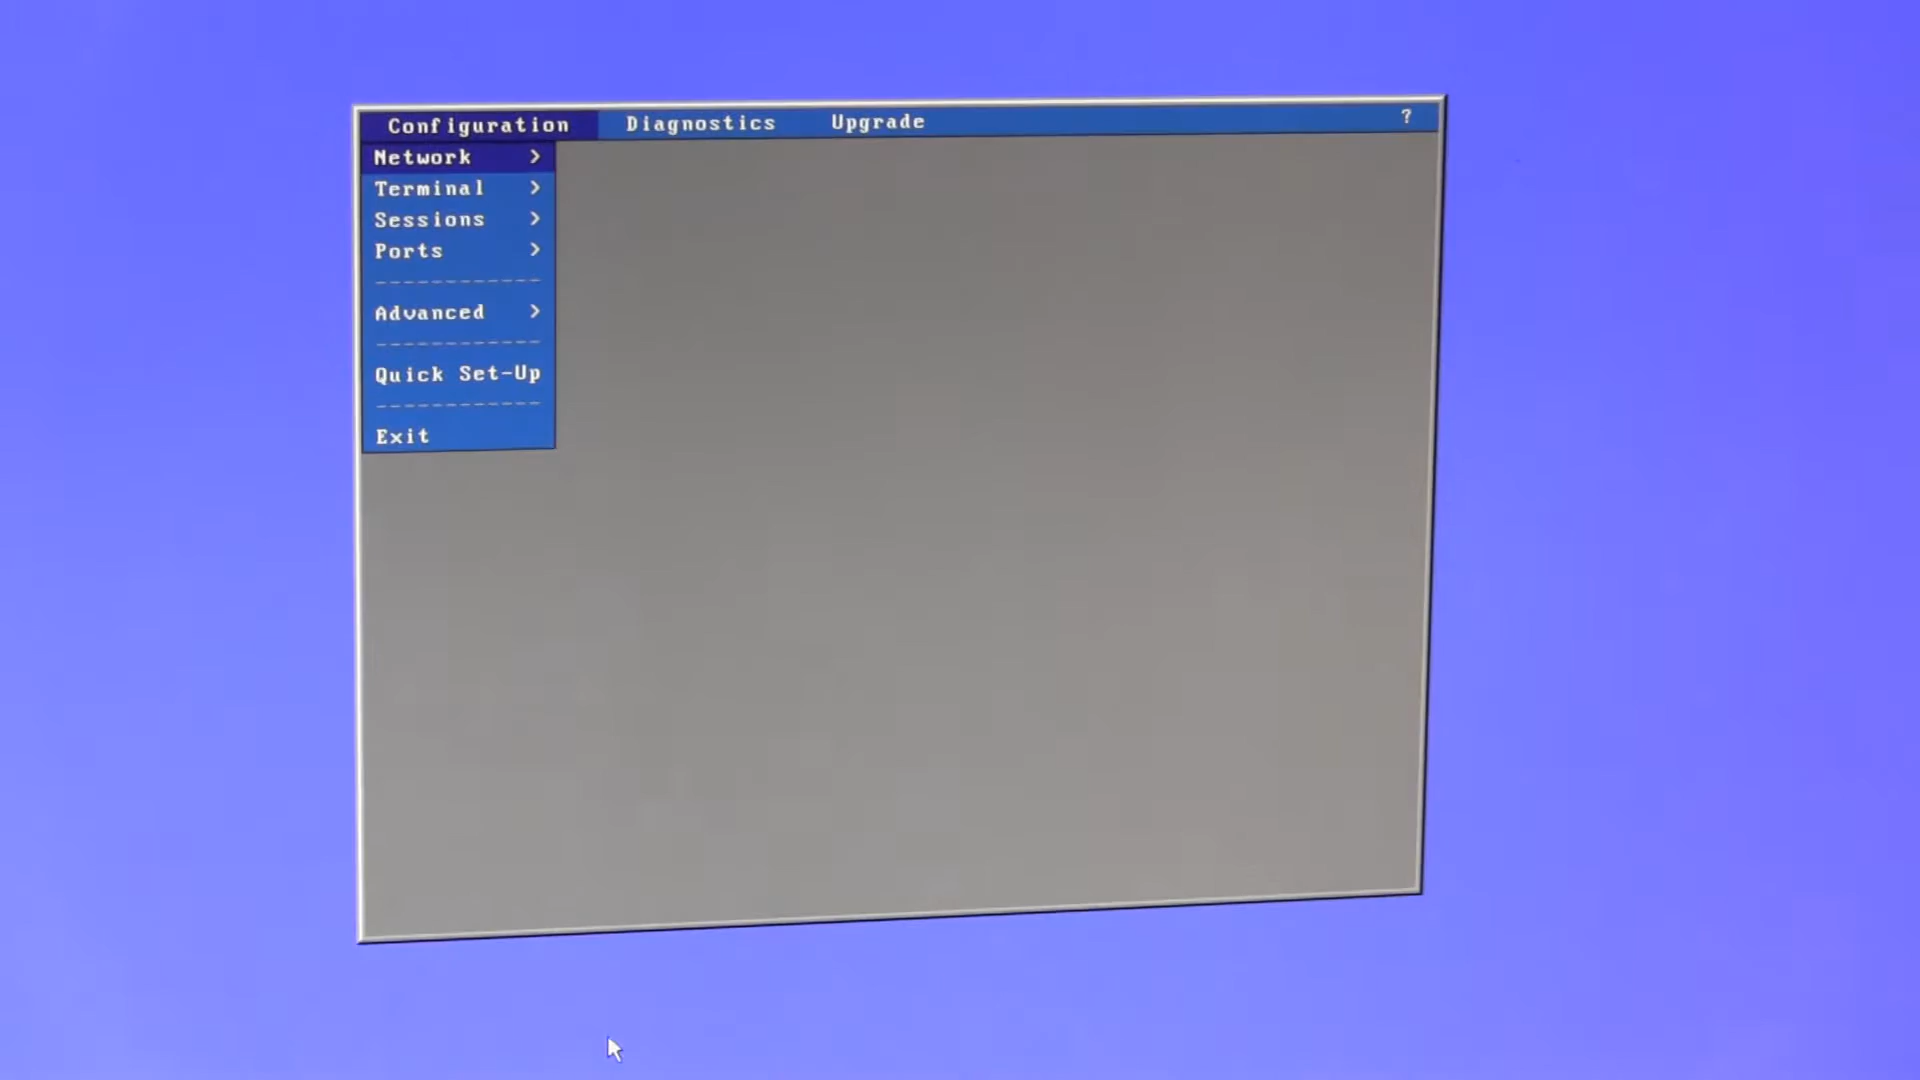 Configuration Diagnostics Upgrade ?
Network >
Terminal >
Sessions >
Ports >
------------
Advanced >
------------
Quick Set-Up
------------
Exit